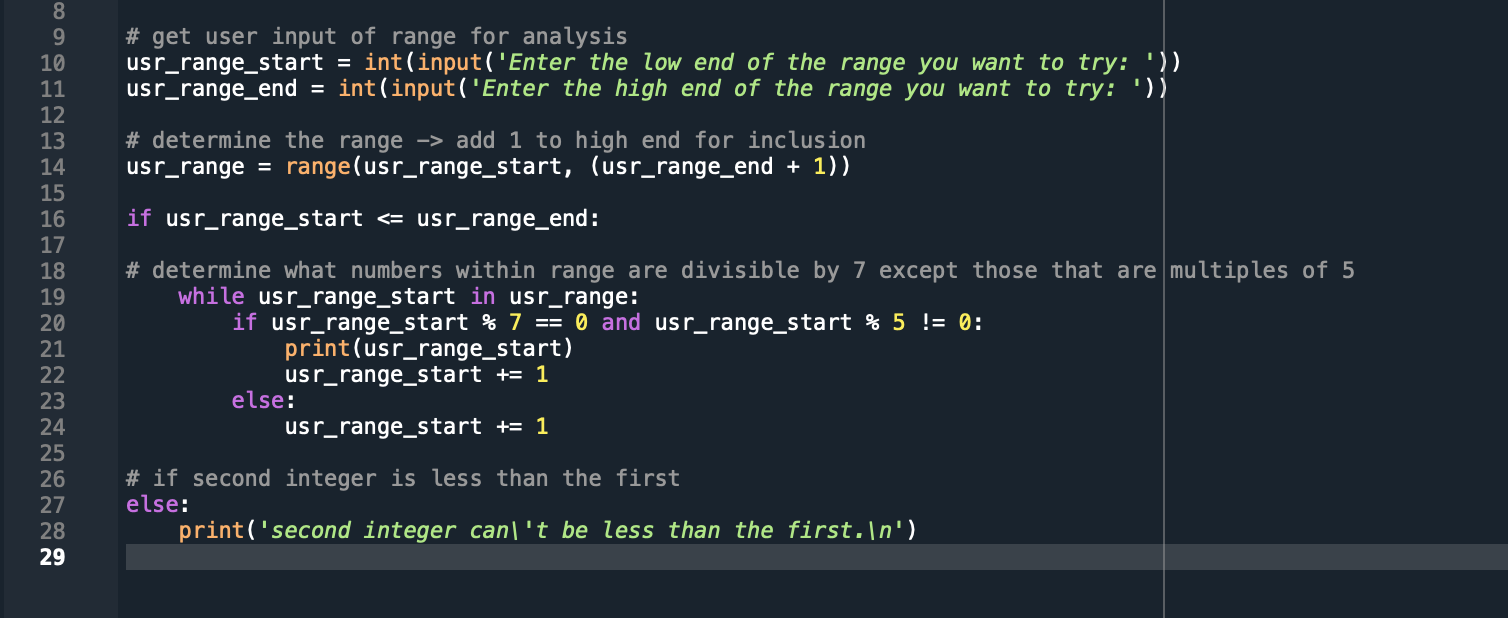 8
9 # get user input of range for analysis
10 usr_range_start = int(input('Enter the low end of the range you want to try: '))
11 usr_range_end = int(input('Enter the high end of the range you want to try: '))
12
13 # determine the range -> add 1 to high end for inclusion
14 usr_range = range(usr_range_start, (usr_range_end + 1))
15
16 if usr_range_start <= usr_range_end:
17
18 # determine what numbers within range are divisible by 7 except those that are multiples of 5
19     while usr_range_start in usr_range:
20         if usr_range_start % 7 == 0 and usr_range_start % 5 != 0:
21             print(usr_range_start)
22             usr_range_start += 1
23         else:
24             usr_range_start += 1
25
26 # if second integer is less than the first
27 else:
28     print('second integer can\'t be less than the first.\n')
29